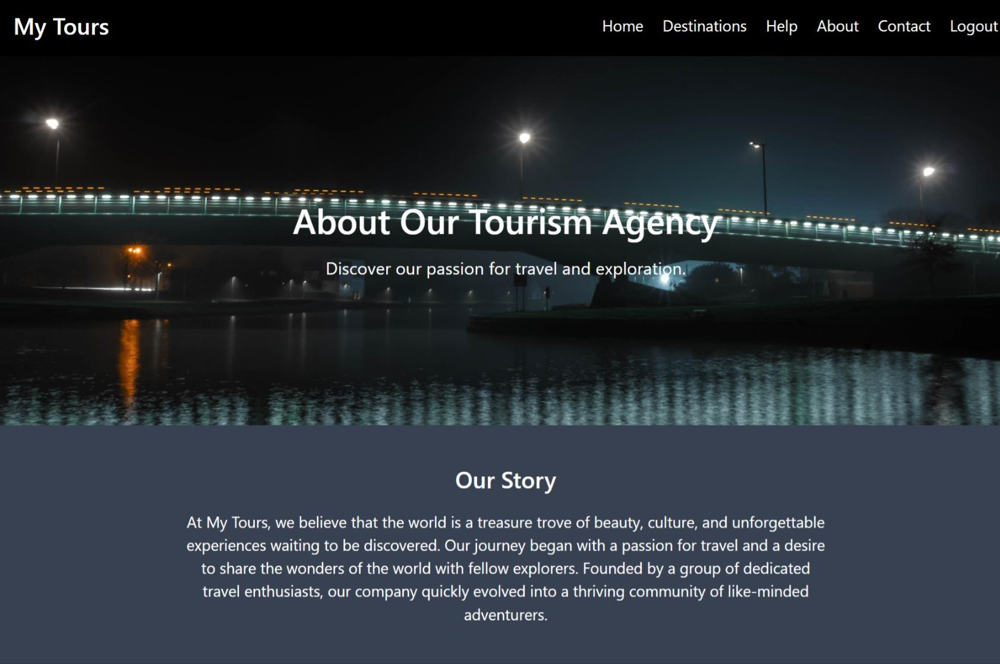 My Tours
Home Destinations Help About Contact Logout
About Our Tourism Agency
Discover our passion for travel and exploration.
Our Story
At My Tours, we believe that the world is a treasure trove of beauty, culture, and unforgettable
experiences waiting to be discovered. Our journey began with a passion for travel and a desire
to share the wonders of the world with fellow explorers. Founded by a group of dedicated
travel enthusiasts, our company quickly evolved into a thriving community of like-minded
adventurers.